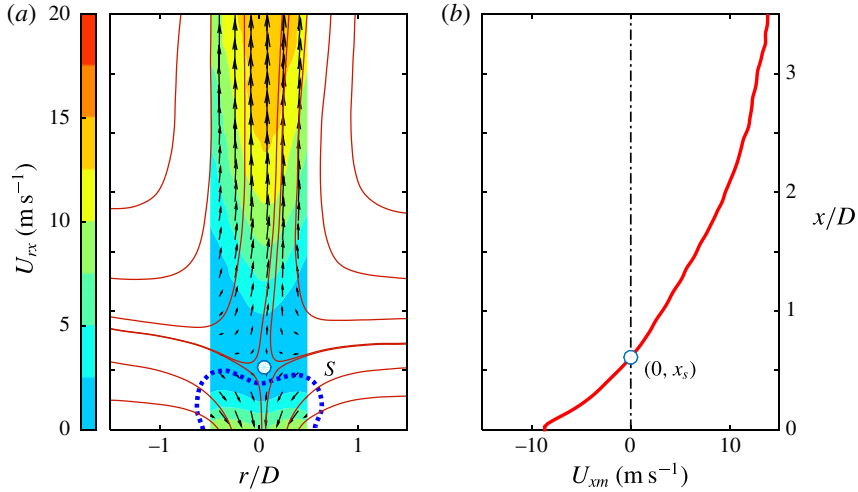 (a)
(b)
20
15
10
5
0
U_rx (m s⁻¹)
S
−1
0
1
r/D
3
2
1
0
x/D
(0, x_s)
−10
0
10
U_xm (m s⁻¹)